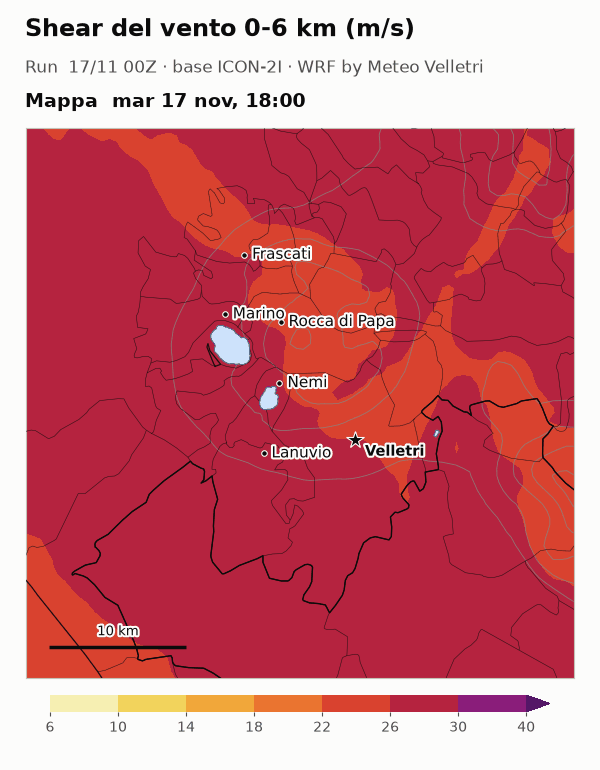 Shear del vento 0-6 km (m/s)
Run 17/11 00Z · base ICON-2I · WRF by Meteo Velletri
Mappa mar 17 nov, 18:00
Frascati
Marino
Rocca di Papa
Nemi
Velletri
Lanuvio
10 km
6 10 14 18 22 26 30 40